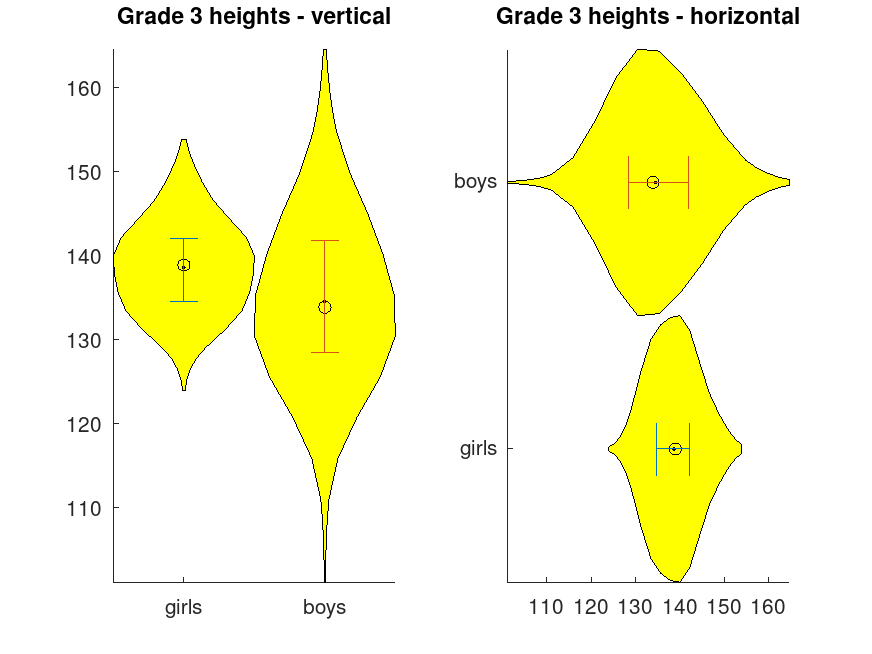 Grade 3 heights - vertical
160
150
140
130
120
110
girls
boys
Grade 3 heights - horizontal
boys
girls
110 120 130 140 150 160